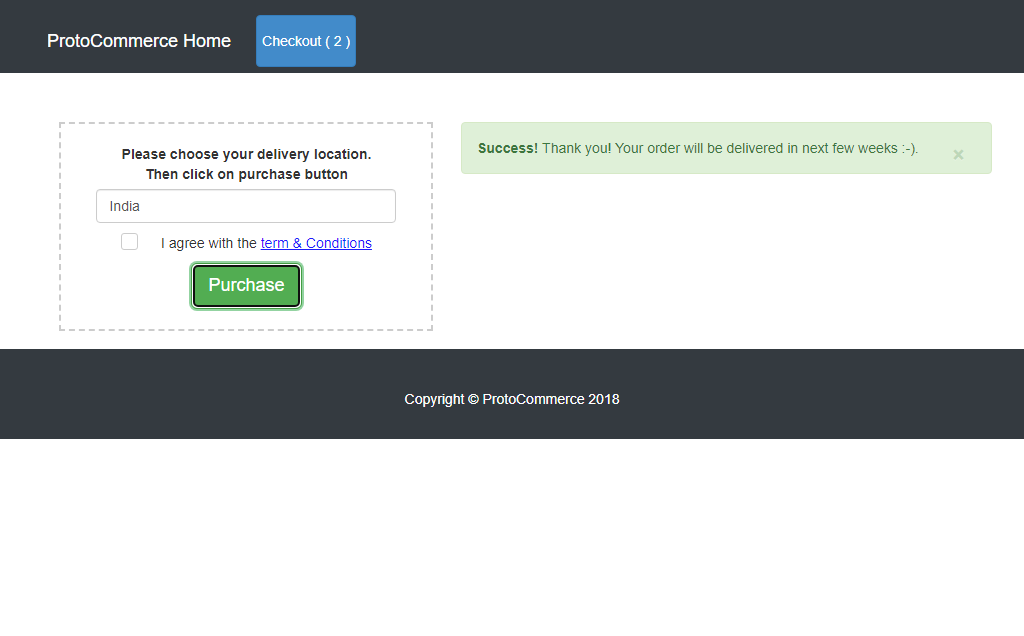 ProtoCommerce Home
Checkout ( 2 )
Please choose your delivery location.
Then click on purchase button
India
I agree with the term & Conditions
Purchase
Success! Thank you! Your order will be delivered in next few weeks :-).
×
Copyright © ProtoCommerce 2018